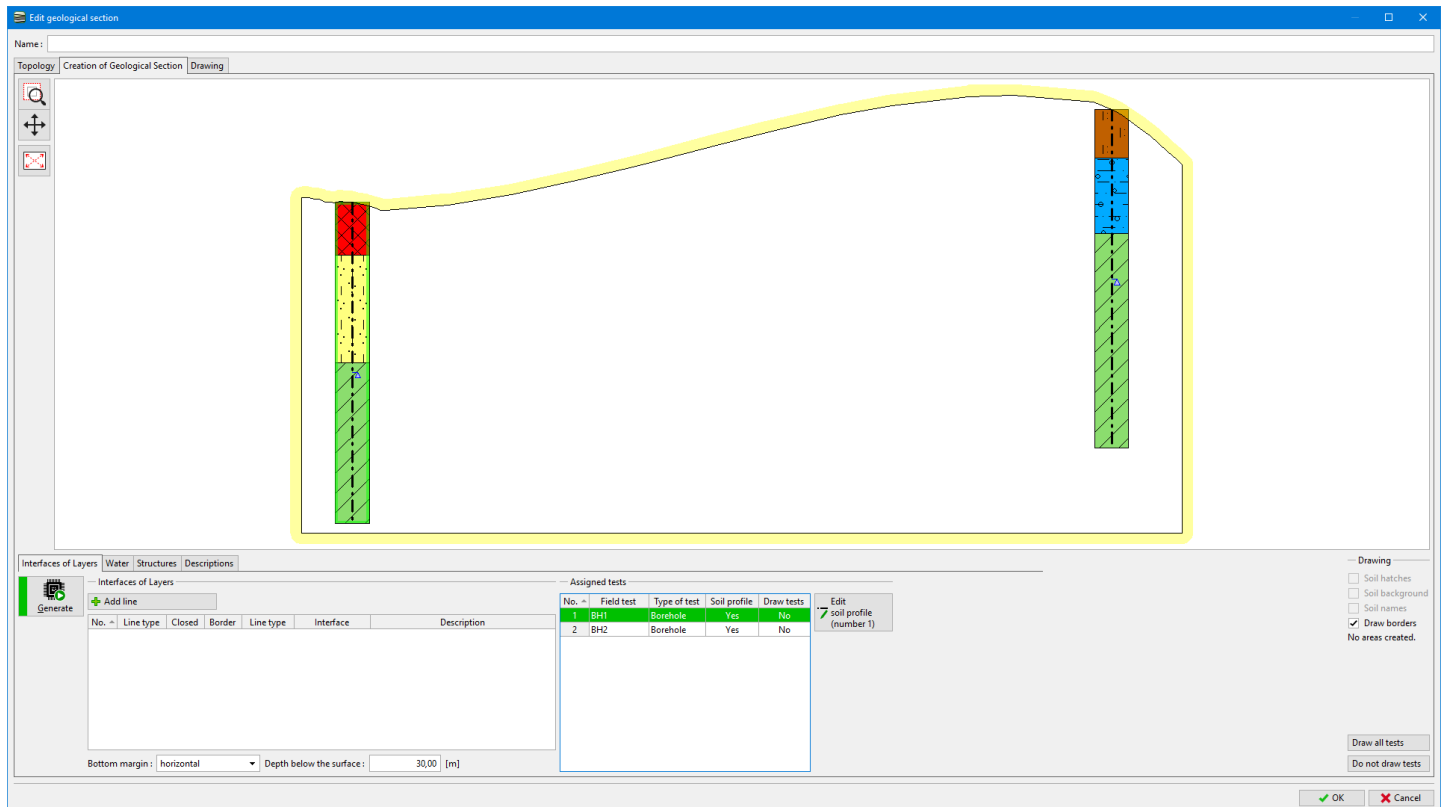 Edit geological section
Name :
Topology Creation of Geological Section Drawing
Interfaces of Layers Water Structures Descriptions
Generate
Interfaces of Layers
Add line
No. Line type Closed Border Line type Interface Description
Bottom margin : horizontal Depth below the surface : 30,00 [m]
Assigned tests
No. Field test Type of test Soil profile Draw tests
1 BH1 Borehole Yes No
2 BH2 Borehole Yes No
Edit
soil profile
(number 1)
Drawing
Soil hatches
Soil background
Soil names
Draw borders
No areas created.
Draw all tests
Do not draw tests
OK Cancel